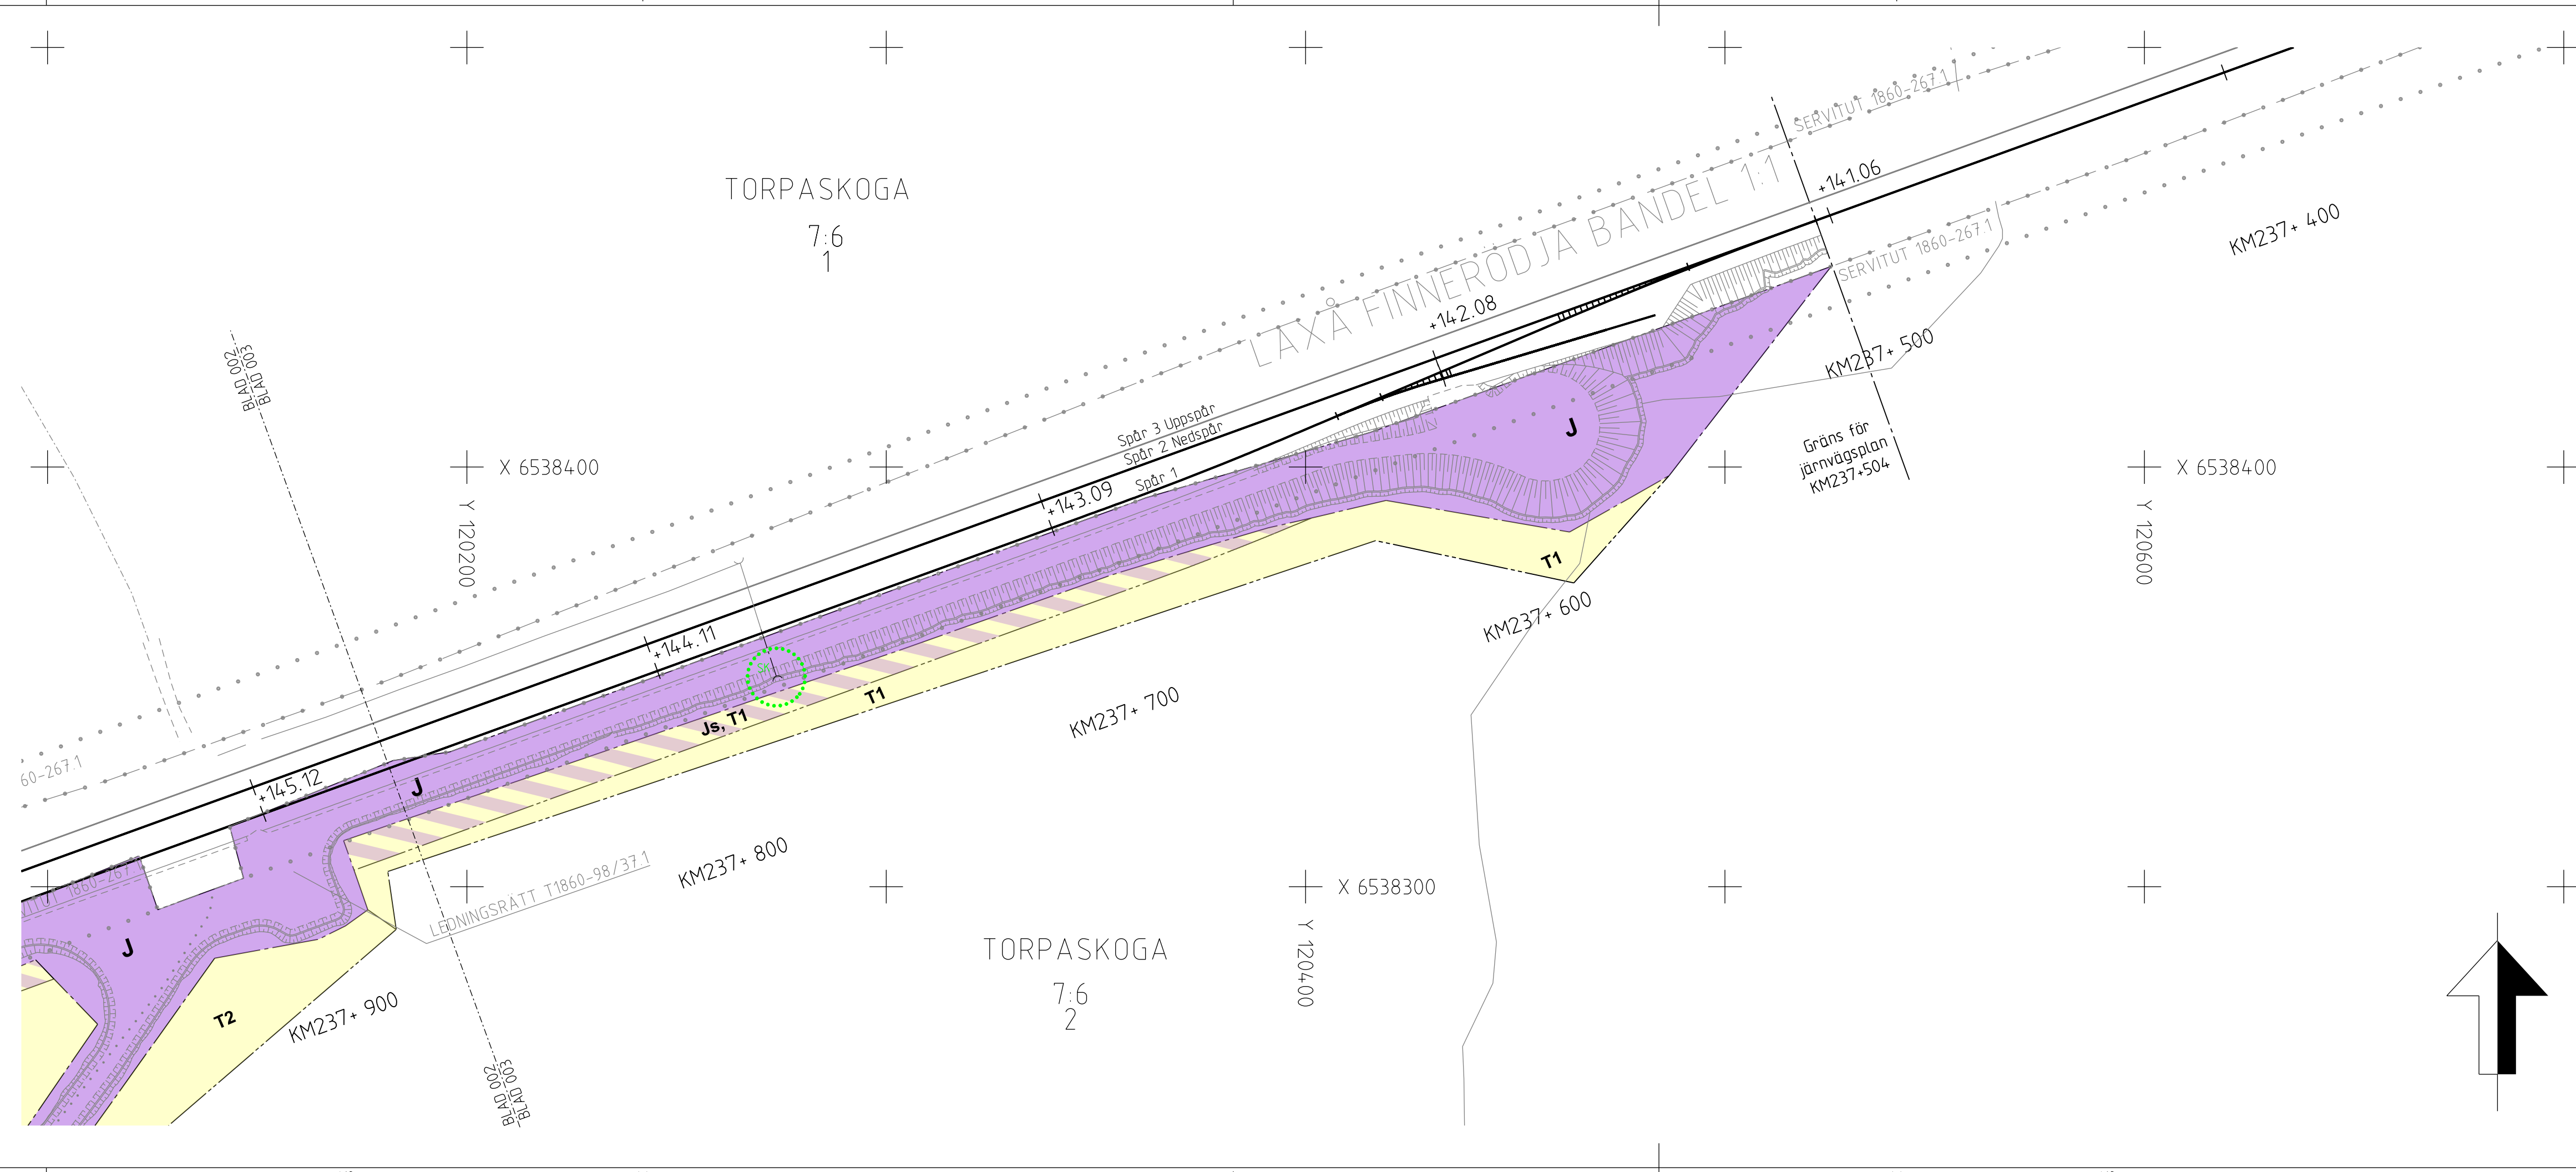 SERVITUT 1860-267.1
TORPASKOGA
7:6
1
LAXÅ FINNERÖDJA BANDEL 1:1
+141.06
SERVITUT 1860-267.1
KM237+ 400
+142.08
KM237+ 500
BLAD 002
BLAD 003
Spår 3 Uppspår
Spår 2 Nedspår
Spår 1
J
Gräns för
järnvägsplan
KM237+504
X 6538400
X 6538400
Y 120200
+143.09
Y 120600
T1
KM237+ 600
+144.11
T1
Js, T1
KM237+ 700
60-267.1
+145.12
J
KM237+ 800
LEDNINGSRÄTT T1860-98/37.1
1860-267
X 6538300
Y 120400
J
TORPASKOGA
7:6
2
T2
KM237+ 900
BLAD 002
BLAD 003